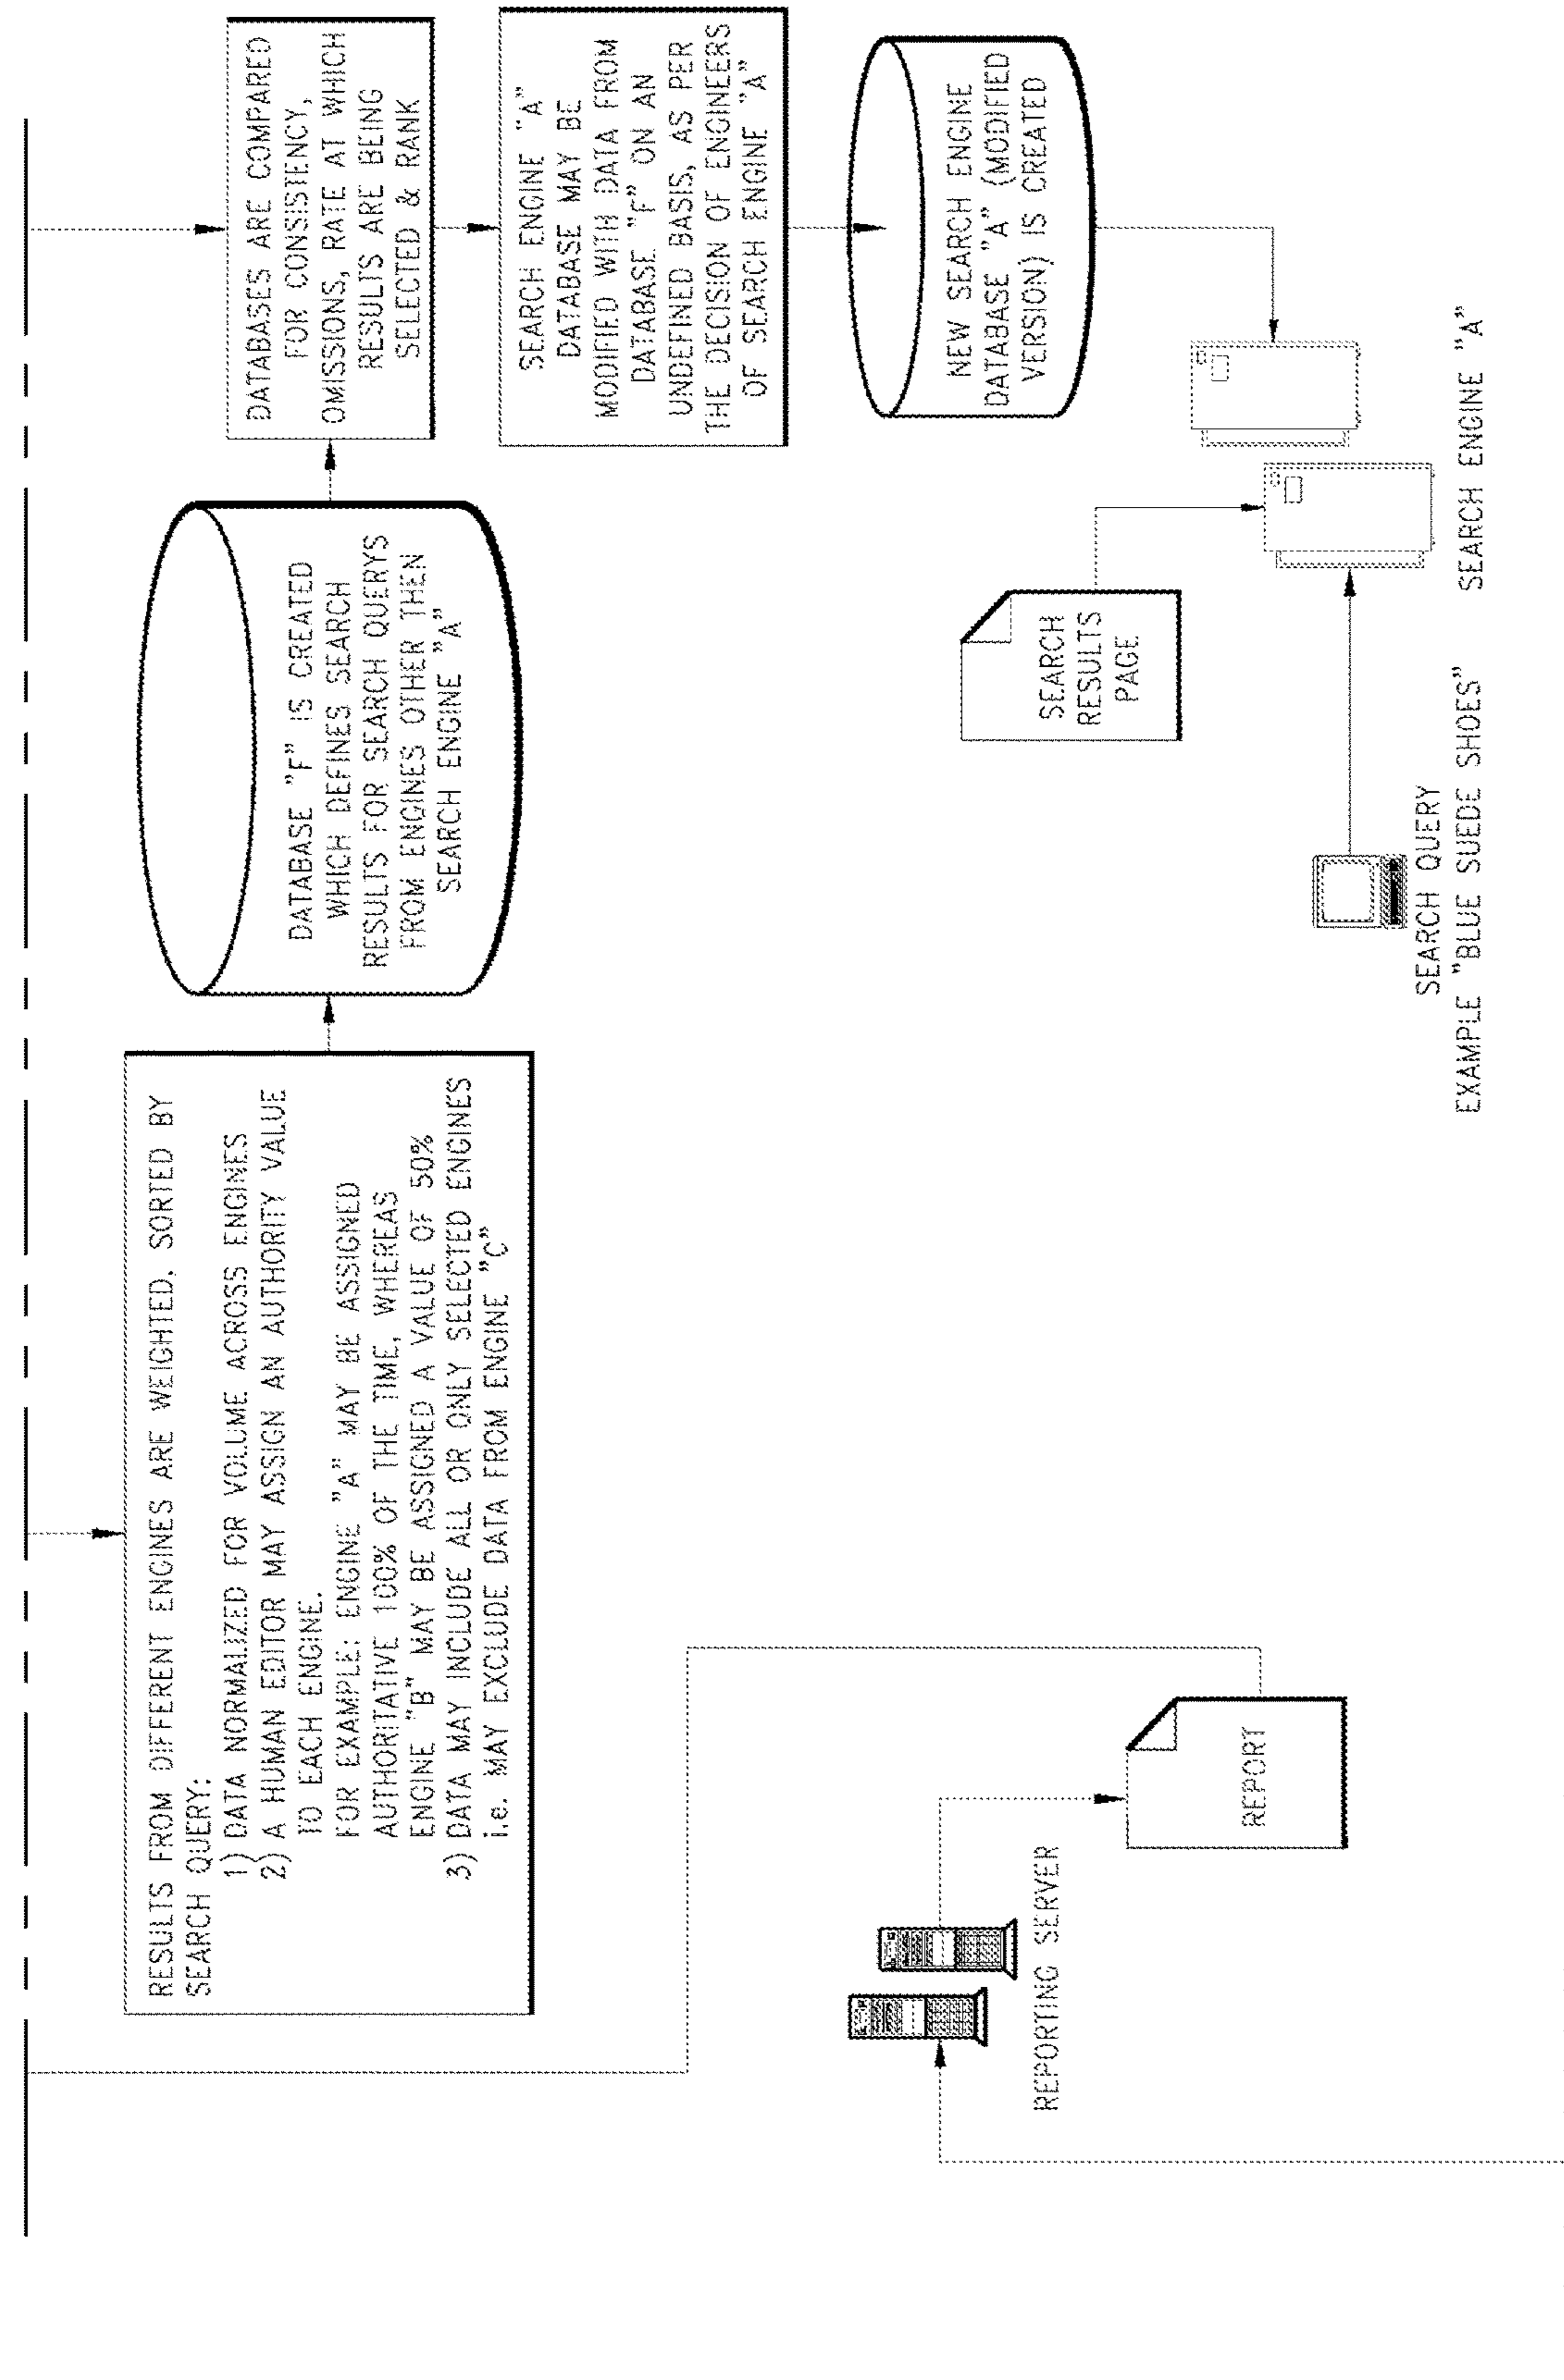 RESULTS FROM DIFFERENT ENGINES ARE WEIGHTED, SORTED BY
SEARCH QUERY:
1) DATA NORMALIZED FOR VOLUME ACROSS ENGINES
2) A HUMAN EDITOR MAY ASSIGN AN AUTHORITY VALUE
TO EACH ENGINE.
FOR EXAMPLE: ENGINE "A" MAY BE ASSIGNED
AUTHORITATIVE 100% OF THE TIME, WHEREAS
ENGINE "B" MAY BE ASSIGNED A VALUE OF 50%
3) DATA MAY INCLUDE ALL OR ONLY SELECTED ENGINES
i.e. MAY EXCLUDE DATA FROM ENGINE "C"
DATABASE "F" IS CREATED
WHICH DEFINES SEARCH
RESULTS FOR SEARCH QUERYS
FROM ENGINES OTHER THEN
SEARCH ENGINE "A"
DATABASES ARE COMPARED
FOR CONSISTENCY,
OMISSIONS, RATE AT WHICH
RESULTS ARE BEING
SELECTED & RANK
SEARCH ENGINE "A"
DATABASE MAY BE
MODIFIED WITH DATA FROM
DATABASE "F" ON AN
UNDEFINED BASIS, AS PER
THE DECISION OF ENGINEERS
OF SEARCH ENGINE "A"
NEW SEARCH ENGINE
DATABASE "A" (MODIFIED
VERSION) IS CREATED
REPORTING SERVER
REPORT
SEARCH
RESULTS
PAGE
SEARCH QUERY
EXAMPLE "BLUE SUEDE SHOES"
SEARCH ENGINE "A"